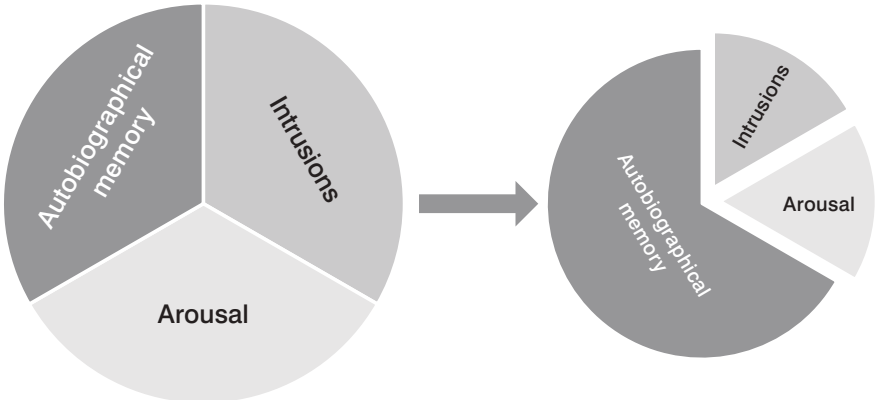 Autobiographical
memory
Intrusions
Arousal
Autobiographical
memory
Intrusions
Arousal